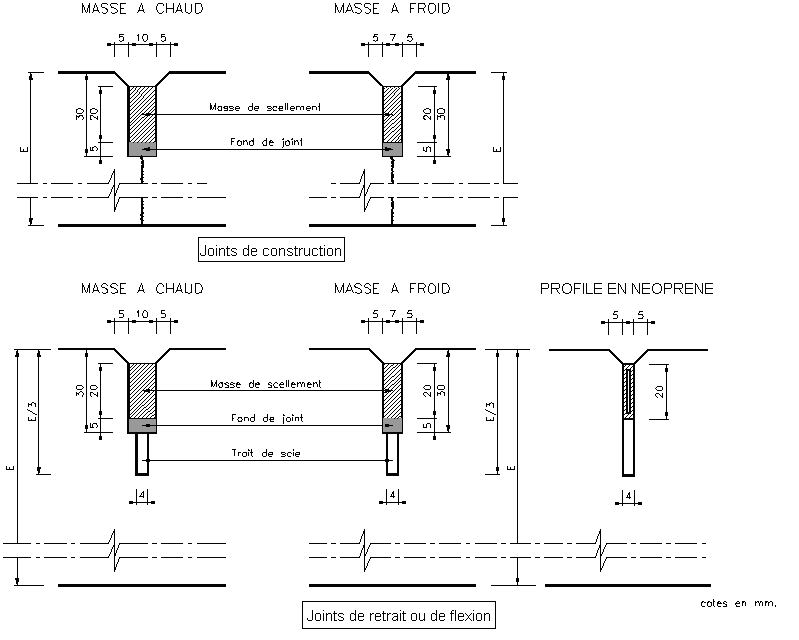 MASSE A CHAUD
MASSE A FROID
5 10 5
5 7 5
30
20
5
E
Masse de scellement
Fond de joint
20
30
5
E
Joints de construction
MASSE A CHAUD
MASSE A FROID
PROFILE EN NEOPRENE
5 10 5
5 7 5
5 5
30
20
5
E/3
E
Masse de scellement
Fond de joint
Trait de scie
20
30
5
E/3
E
20
4
4
4
cotes en mm.
Joints de retrait ou de flexion